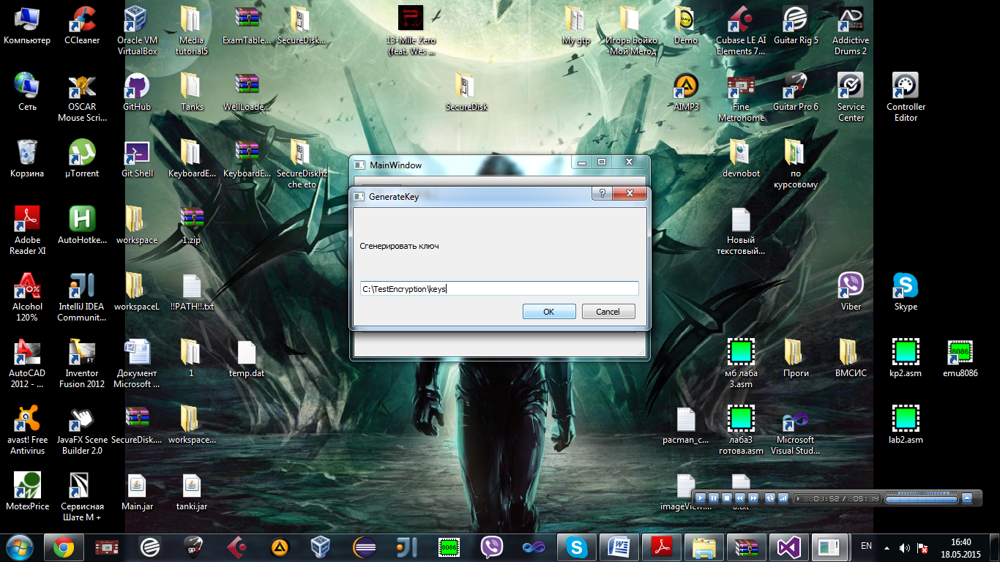 Компьютер
CCleaner
Oracle VM
VirtualBox
Media
tutorial5
ExamTable...
SecureDisk...
13-Mile Zero
(feat. Wes ...
My gtp
Игорь Бойко
-Мой Метод
Demo
Cubase LE AI
Elements 7...
Guitar Rig 5
Addictive
Drums 2
Сеть
OSCAR
Mouse Scri...
GitHub
Tanks
WellLoade...
SecureDisk
AIMP3
Fine
Metronome
Guitar Pro 6
Service
Center
Controller
Editor
Корзина
µTorrent
Git Shell
KeyboardE...
KeyboardE...
SecureDiskhz
che eto
devnobot
по
курсовому
MainWindow
GenerateKey
Сгенерировать ключ
C:\TestEncryption\keys
OK
Cancel
Adobe
Reader XI
AutoHotke...
workspace
1.zip
Новый
текстовый...
Alcohol
120%
IntelliJ IDEA
Communit...
workspaceL
!!PATH!!.txt
Viber
Skype
AutoCAD
2012 - ...
Inventor
Fusion 2012
Документ
Microsoft ...
1
temp.dat
мб лаба
3.asm
Проги
ВМСИС
kp2.asm
emu8086
avast! Free
Antivirus
JavaFX Scene
Builder 2.0
SecureDisk....
workspace...
pacman_c...
лаба3
готова.asm
Microsoft
Visual Stud...
lab2.asm
MotexPrice
Сервисная
Шате М +
Main.jar
tanki.jar
imageView...
EN
16:40
18.05.2015